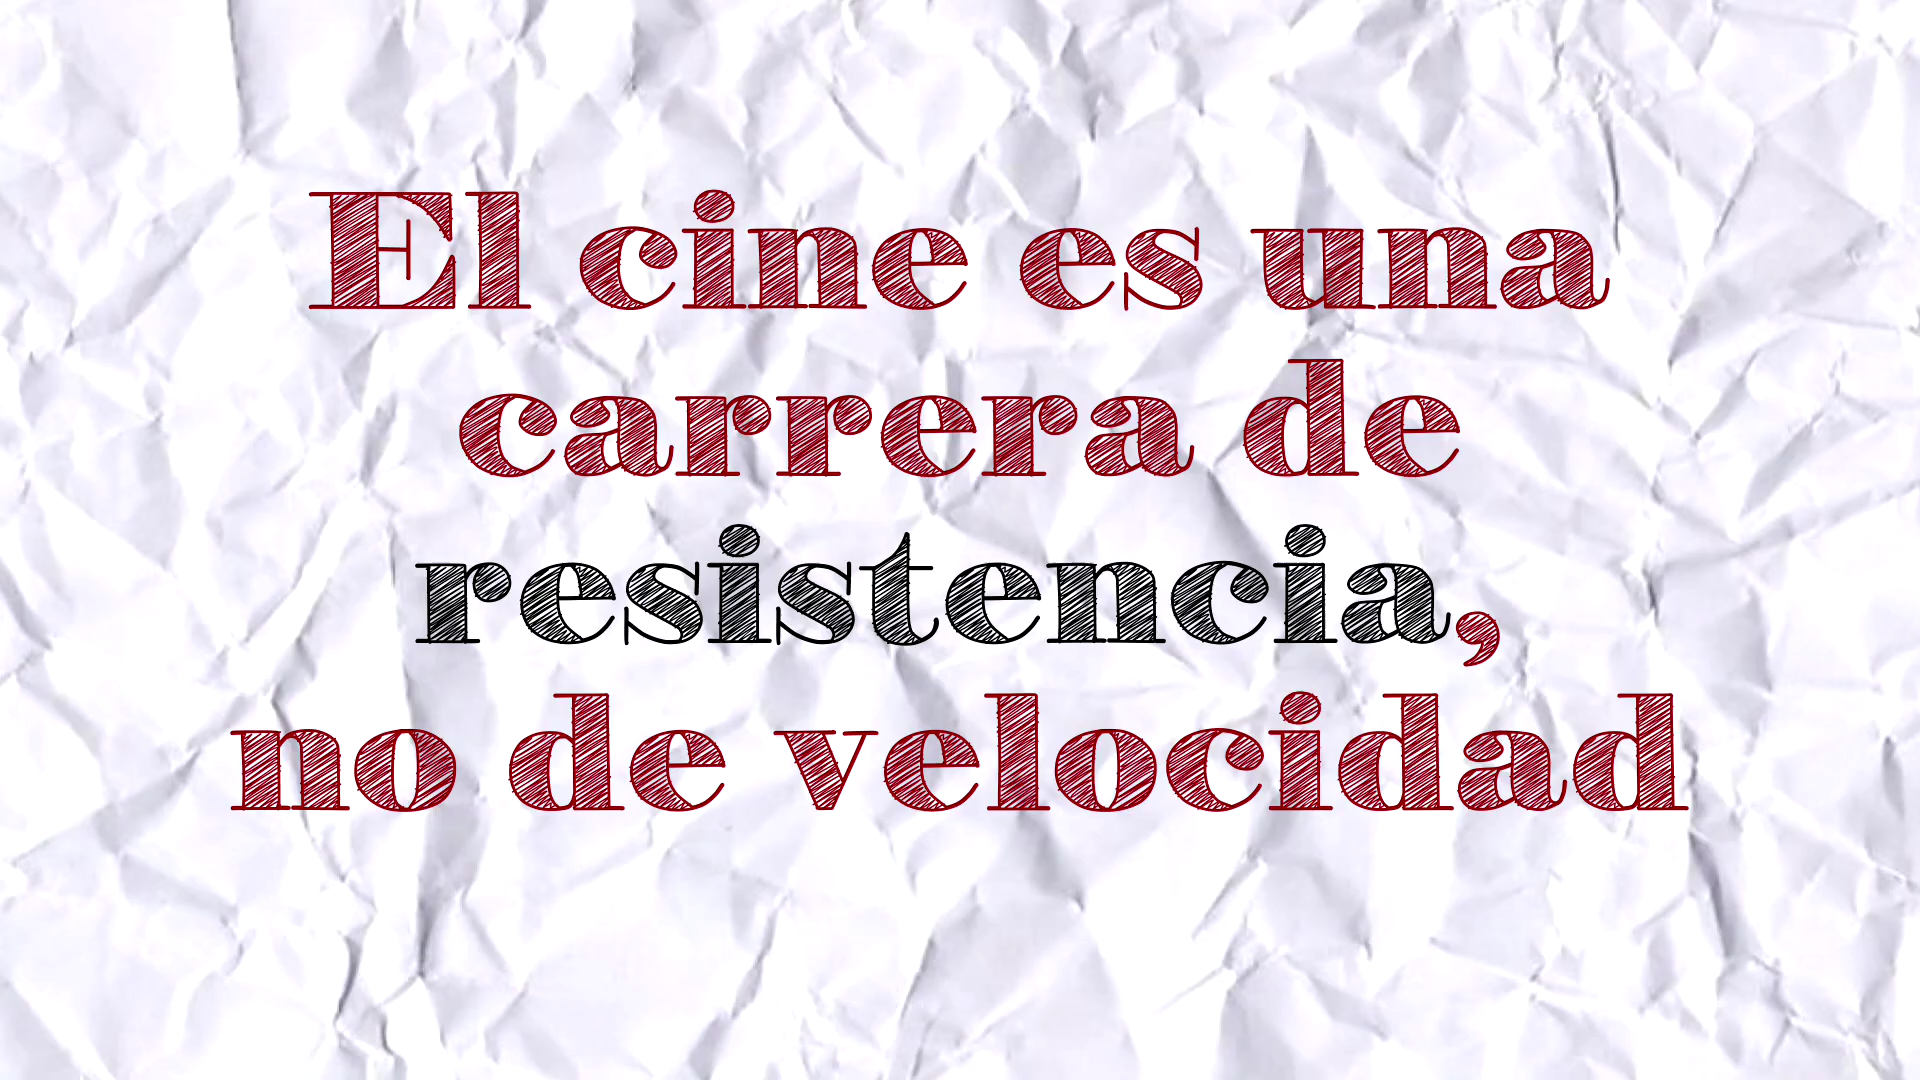 El cine es una
carrera de
resistencia,
no de velocidad